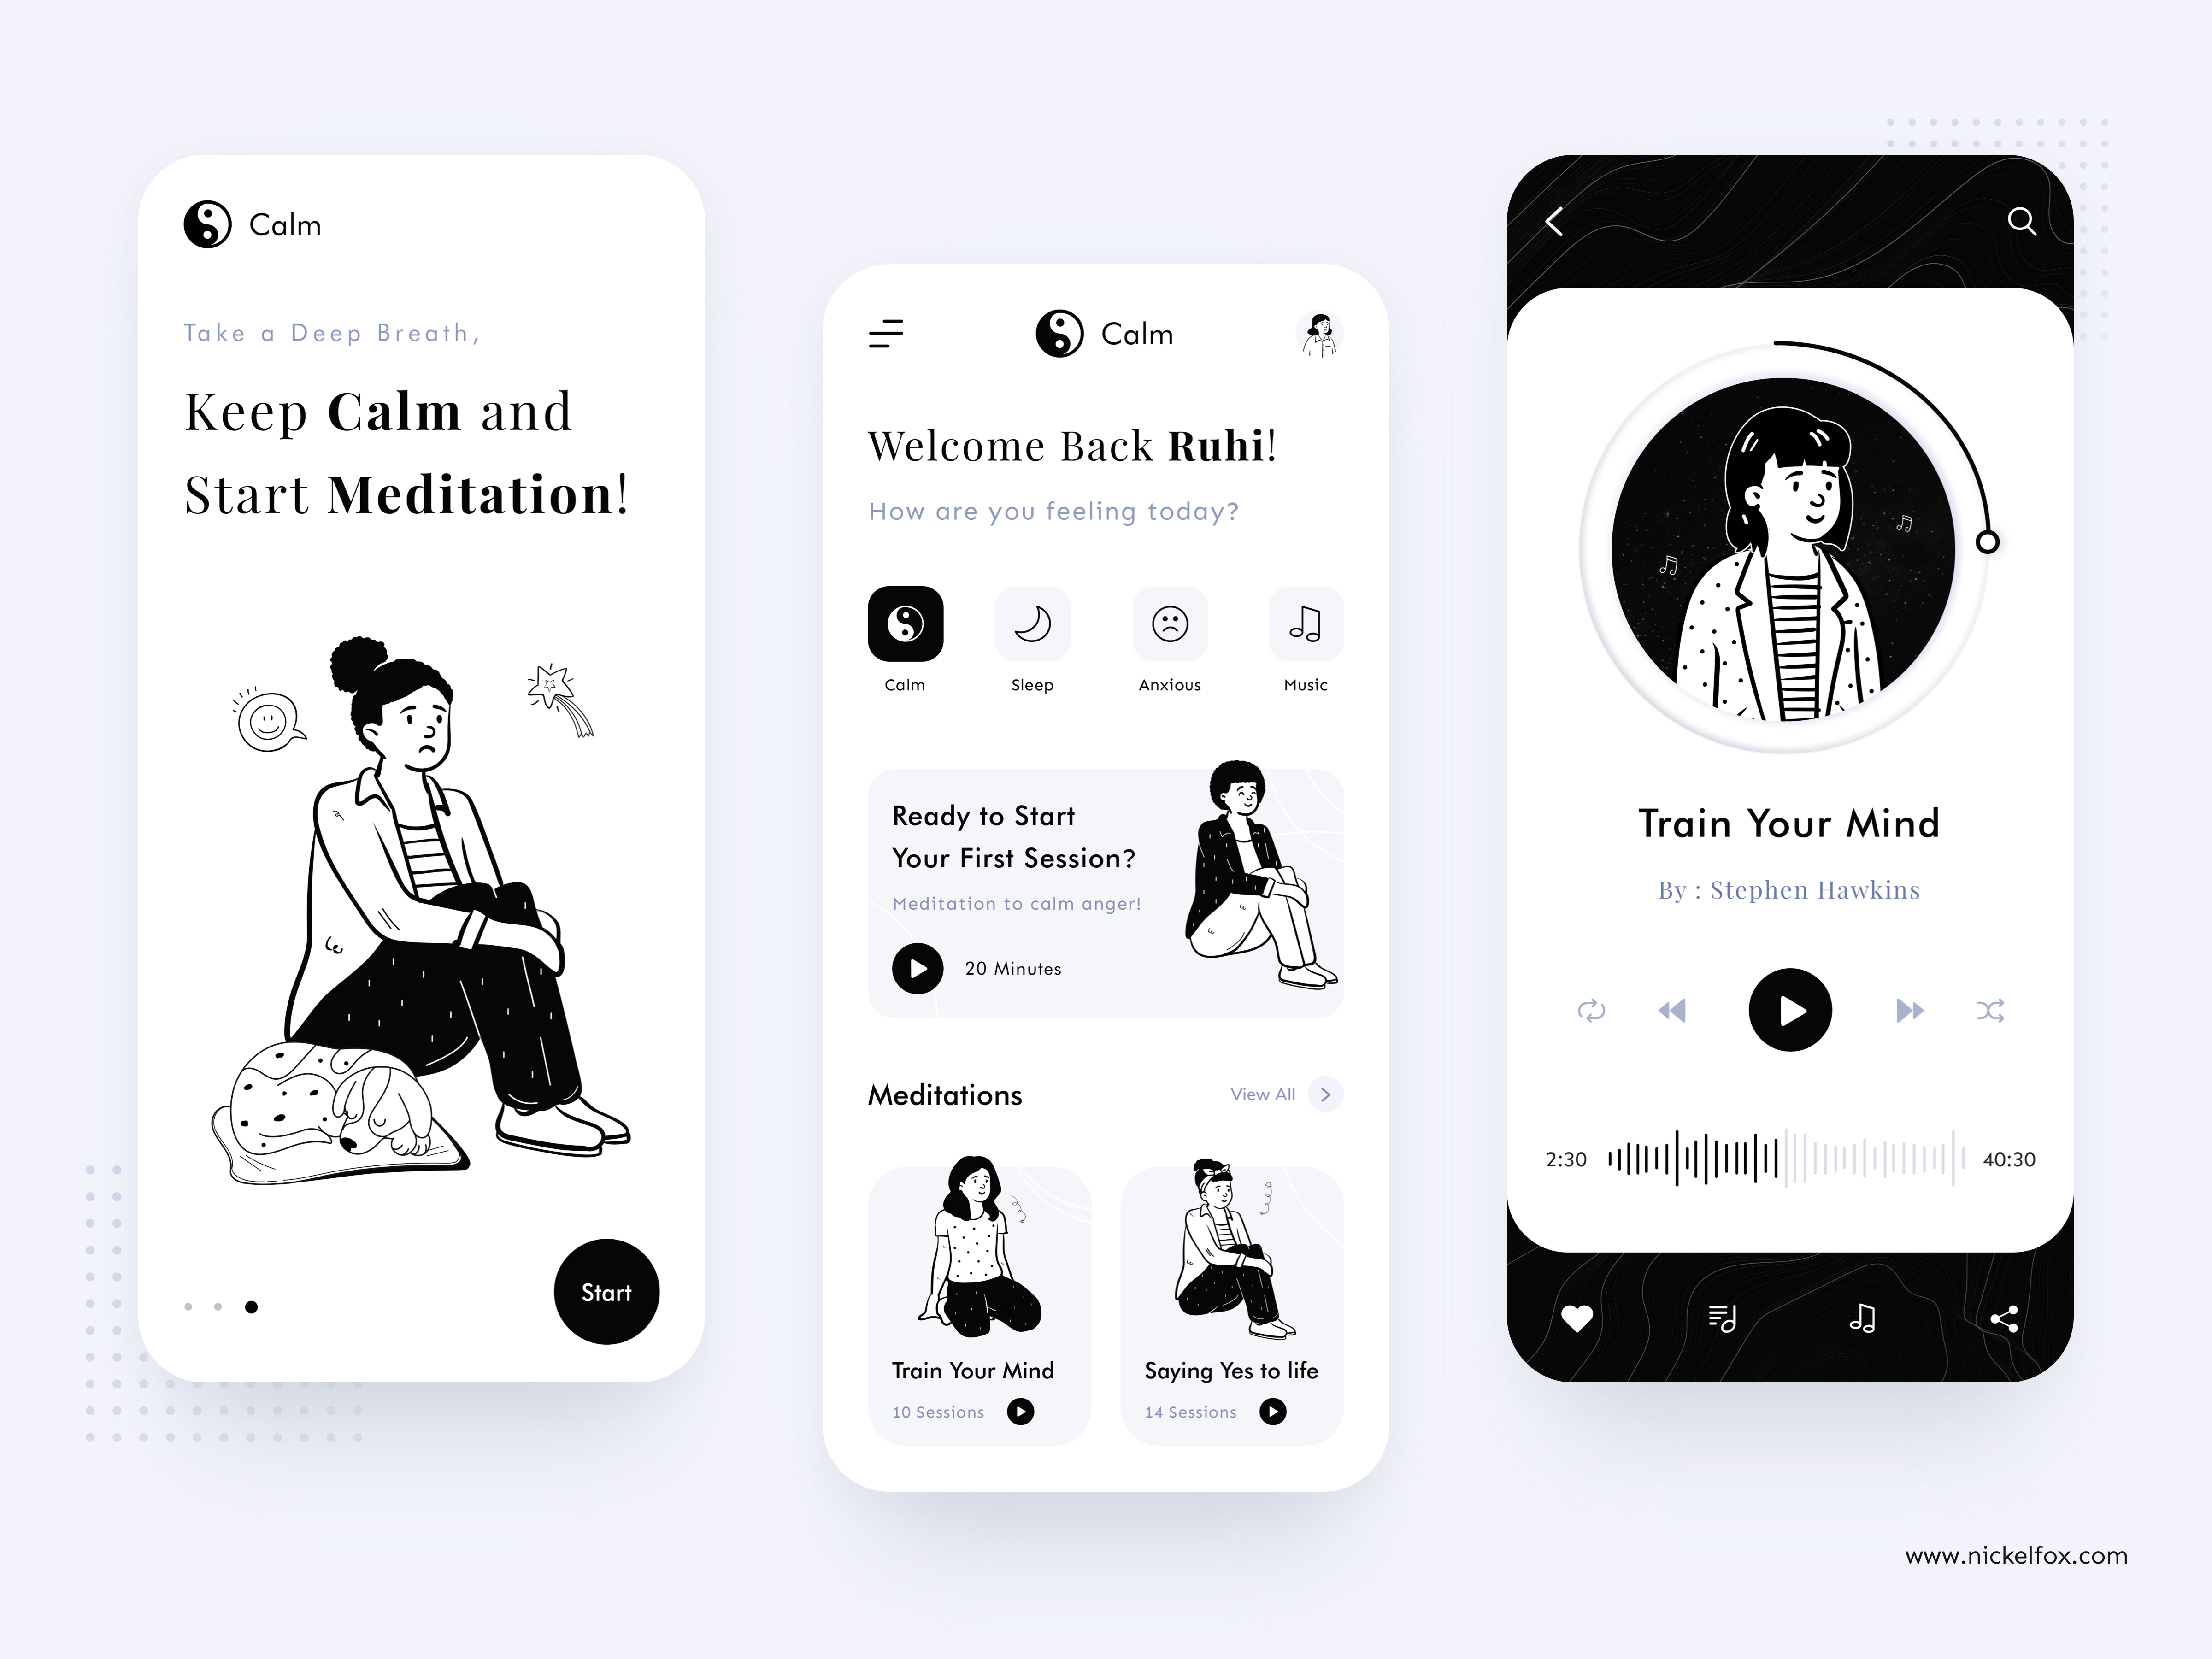 Calm
Take a Deep Breath,
Keep Calm and
Start Meditation!
Start
Calm
Welcome Back Ruhi!
How are you feeling today?
Calm
Sleep
Anxious
Music
Ready to Start
Your First Session?
Meditation to calm anger!
20 Minutes
Meditations
View All
Train Your Mind
10 Sessions
Saying Yes to life
14 Sessions
Train Your Mind
By : Stephen Hawkins
2:30
40:30
www.nickelfox.com